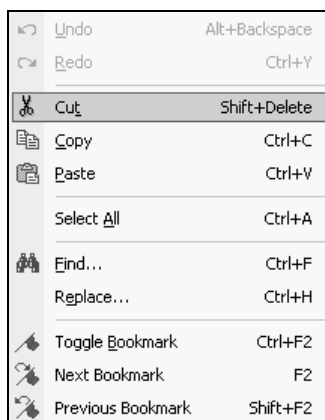 Undo Alt+Backspace
Redo Ctrl+Y
Cut Shift+Delete
Copy Ctrl+C
Paste Ctrl+V
Select All Ctrl+A
Find... Ctrl+F
Replace... Ctrl+H
Toggle Bookmark Ctrl+F2
Next Bookmark F2
Previous Bookmark Shift+F2